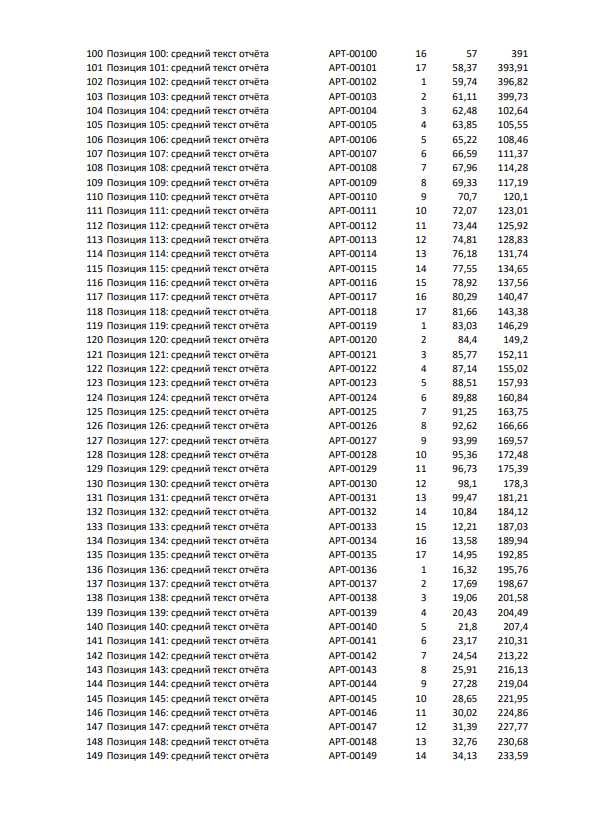 100 Позиция 100: средний текст отчёта АРТ-00100 16 57 391
101 Позиция 101: средний текст отчёта АРТ-00101 17 58,37 393,91
102 Позиция 102: средний текст отчёта АРТ-00102 1 59,74 396,82
103 Позиция 103: средний текст отчёта АРТ-00103 2 61,11 399,73
104 Позиция 104: средний текст отчёта АРТ-00104 3 62,48 102,64
105 Позиция 105: средний текст отчёта АРТ-00105 4 63,85 105,55
106 Позиция 106: средний текст отчёта АРТ-00106 5 65,22 108,46
107 Позиция 107: средний текст отчёта АРТ-00107 6 66,59 111,37
108 Позиция 108: средний текст отчёта АРТ-00108 7 67,96 114,28
109 Позиция 109: средний текст отчёта АРТ-00109 8 69,33 117,19
110 Позиция 110: средний текст отчёта АРТ-00110 9 70,7 120,1
111 Позиция 111: средний текст отчёта АРТ-00111 10 72,07 123,01
112 Позиция 112: средний текст отчёта АРТ-00112 11 73,44 125,92
113 Позиция 113: средний текст отчёта АРТ-00113 12 74,81 128,83
114 Позиция 114: средний текст отчёта АРТ-00114 13 76,18 131,74
115 Позиция 115: средний текст отчёта АРТ-00115 14 77,55 134,65
116 Позиция 116: средний текст отчёта АРТ-00116 15 78,92 137,56
117 Позиция 117: средний текст отчёта АРТ-00117 16 80,29 140,47
118 Позиция 118: средний текст отчёта АРТ-00118 17 81,66 143,38
119 Позиция 119: средний текст отчёта АРТ-00119 1 83,03 146,29
120 Позиция 120: средний текст отчёта АРТ-00120 2 84,4 149,2
121 Позиция 121: средний текст отчёта АРТ-00121 3 85,77 152,11
122 Позиция 122: средний текст отчёта АРТ-00122 4 87,14 155,02
123 Позиция 123: средний текст отчёта АРТ-00123 5 88,51 157,93
124 Позиция 124: средний текст отчёта АРТ-00124 6 89,88 160,84
125 Позиция 125: средний текст отчёта АРТ-00125 7 91,25 163,75
126 Позиция 126: средний текст отчёта АРТ-00126 8 92,62 166,66
127 Позиция 127: средний текст отчёта АРТ-00127 9 93,99 169,57
128 Позиция 128: средний текст отчёта АРТ-00128 10 95,36 172,48
129 Позиция 129: средний текст отчёта АРТ-00129 11 96,73 175,39
130 Позиция 130: средний текст отчёта АРТ-00130 12 98,1 178,3
131 Позиция 131: средний текст отчёта АРТ-00131 13 99,47 181,21
132 Позиция 132: средний текст отчёта АРТ-00132 14 10,84 184,12
133 Позиция 133: средний текст отчёта АРТ-00133 15 12,21 187,03
134 Позиция 134: средний текст отчёта АРТ-00134 16 13,58 189,94
135 Позиция 135: средний текст отчёта АРТ-00135 17 14,95 192,85
136 Позиция 136: средний текст отчёта АРТ-00136 1 16,32 195,76
137 Позиция 137: средний текст отчёта АРТ-00137 2 17,69 198,67
138 Позиция 138: средний текст отчёта АРТ-00138 3 19,06 201,58
139 Позиция 139: средний текст отчёта АРТ-00139 4 20,43 204,49
140 Позиция 140: средний текст отчёта АРТ-00140 5 21,8 207,4
141 Позиция 141: средний текст отчёта АРТ-00141 6 23,17 210,31
142 Позиция 142: средний текст отчёта АРТ-00142 7 24,54 213,22
143 Позиция 143: средний текст отчёта АРТ-00143 8 25,91 216,13
144 Позиция 144: средний текст отчёта АРТ-00144 9 27,28 219,04
145 Позиция 145: средний текст отчёта АРТ-00145 10 28,65 221,95
146 Позиция 146: средний текст отчёта АРТ-00146 11 30,02 224,86
147 Позиция 147: средний текст отчёта АРТ-00147 12 31,39 227,77
148 Позиция 148: средний текст отчёта АРТ-00148 13 32,76 230,68
149 Позиция 149: средний текст отчёта АРТ-00149 14 34,13 233,59